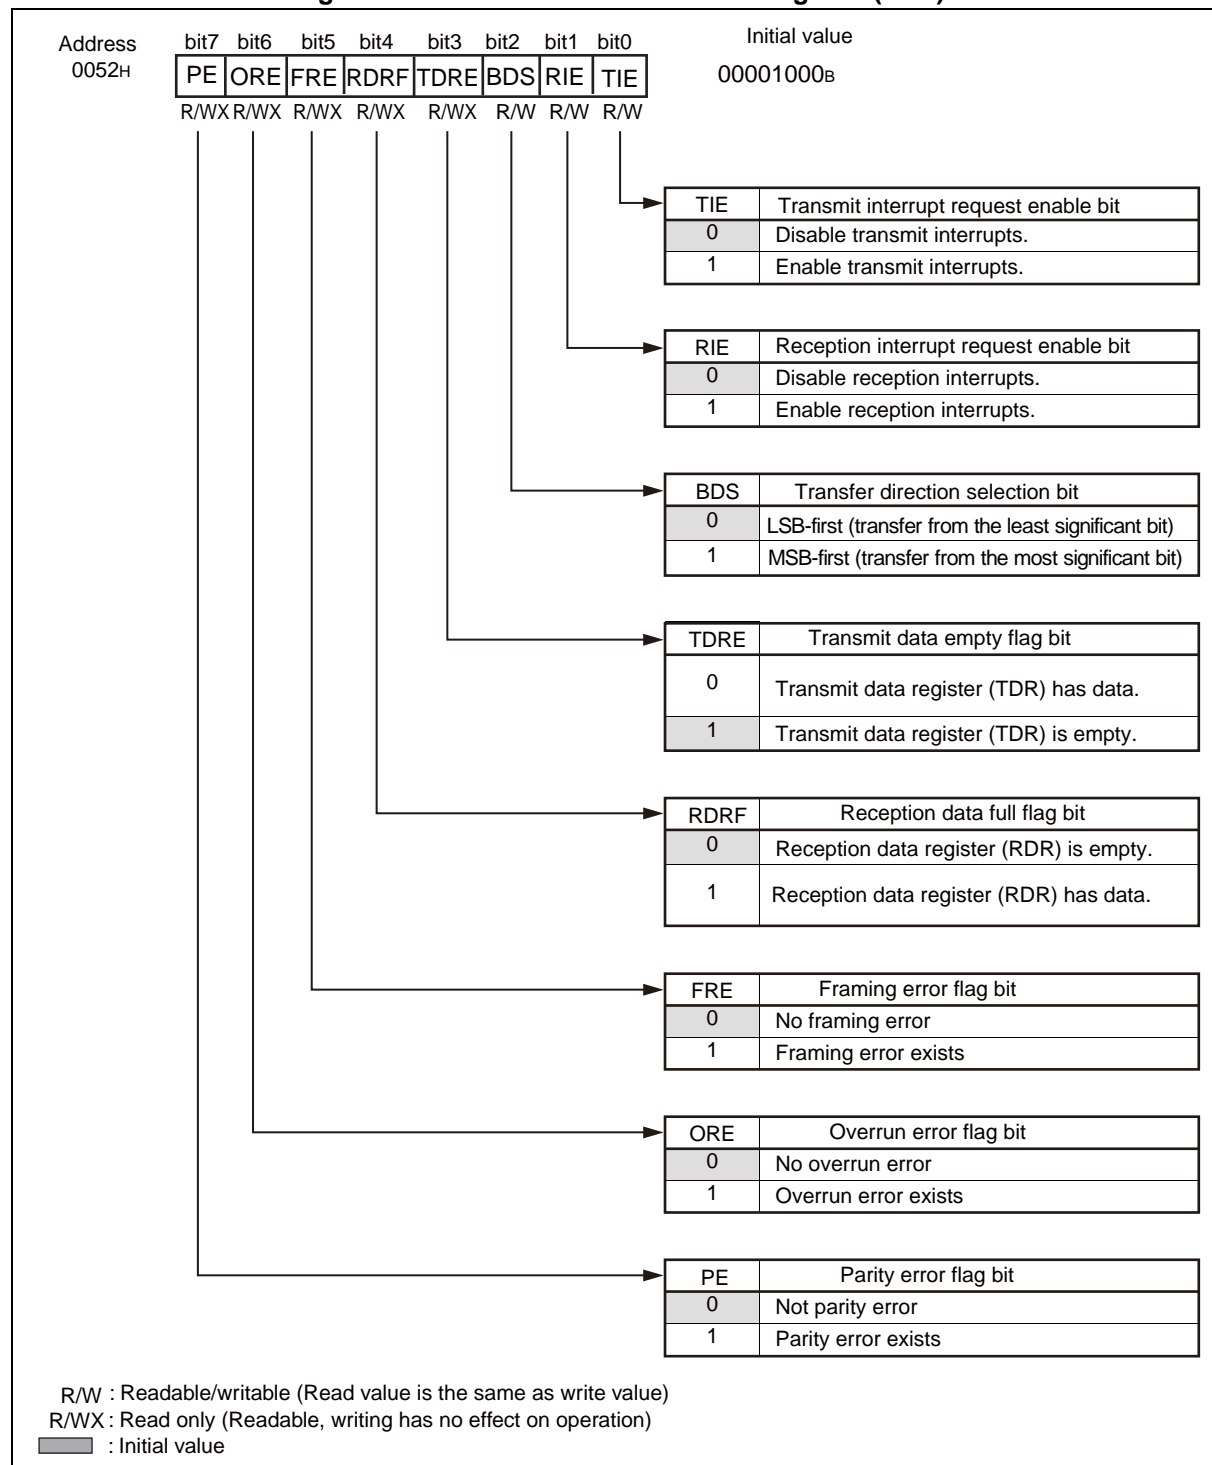 Address bit7 bit6 bit5 bit4 bit3 bit2 bit1 bit0 Initial value
0052H PE ORE FRE RDRF TDRE BDS RIE TIE 00001000B
R/WX R/WX R/WX R/WX R/WX R/W R/W R/W
TIE Transmit interrupt request enable bit
0 Disable transmit interrupts.
1 Enable transmit interrupts.
RIE Reception interrupt request enable bit
0 Disable reception interrupts.
1 Enable reception interrupts.
BDS Transfer direction selection bit
0 LSB-first (transfer from the least significant bit)
1 MSB-first (transfer from the most significant bit)
TDRE Transmit data empty flag bit
0 Transmit data register (TDR) has data.
1 Transmit data register (TDR) is empty.
RDRF Reception data full flag bit
0 Reception data register (RDR) is empty.
1 Reception data register (RDR) has data.
FRE Framing error flag bit
0 No framing error
1 Framing error exists
ORE Overrun error flag bit
0 No overrun error
1 Overrun error exists
PE Parity error flag bit
0 Not parity error
1 Parity error exists
R/W : Readable/writable (Read value is the same as write value)
R/WX : Read only (Readable, writing has no effect on operation)
: Initial value